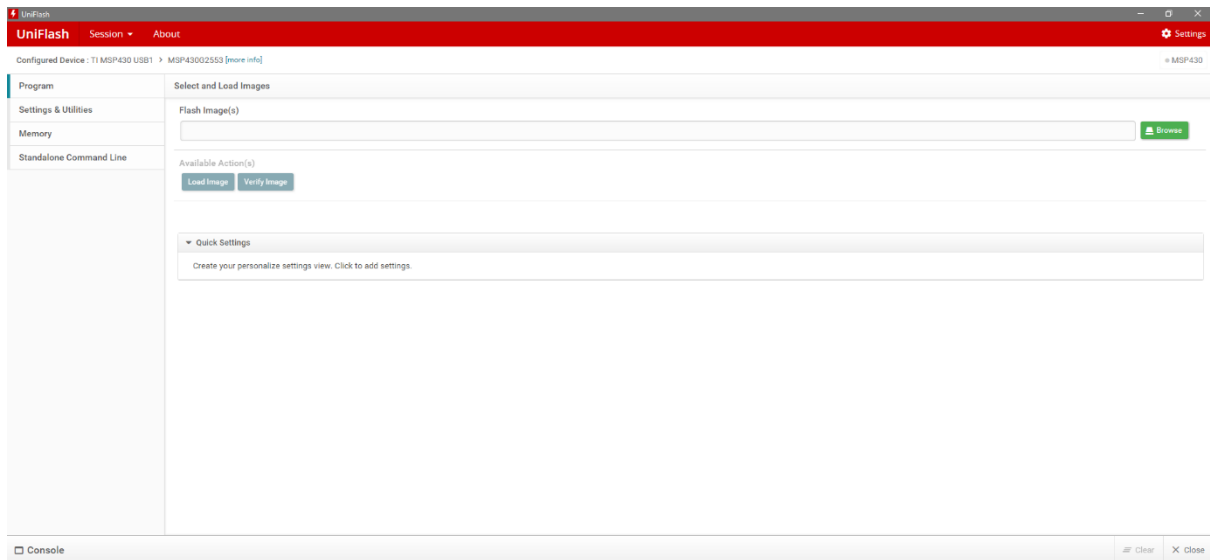 UniFlash
UniFlash Session About Settings
Configured Device : TI MSP430 USB1 > MSP430G2553 [more info] MSP430
Program
Settings & Utilities
Memory
Standalone Command Line
Select and Load Images
Flash Image(s)
Browse
Available Action(s)
Load Image Verify Image
Quick Settings
Create your personalize settings view. Click to add settings.
Console Clear Close